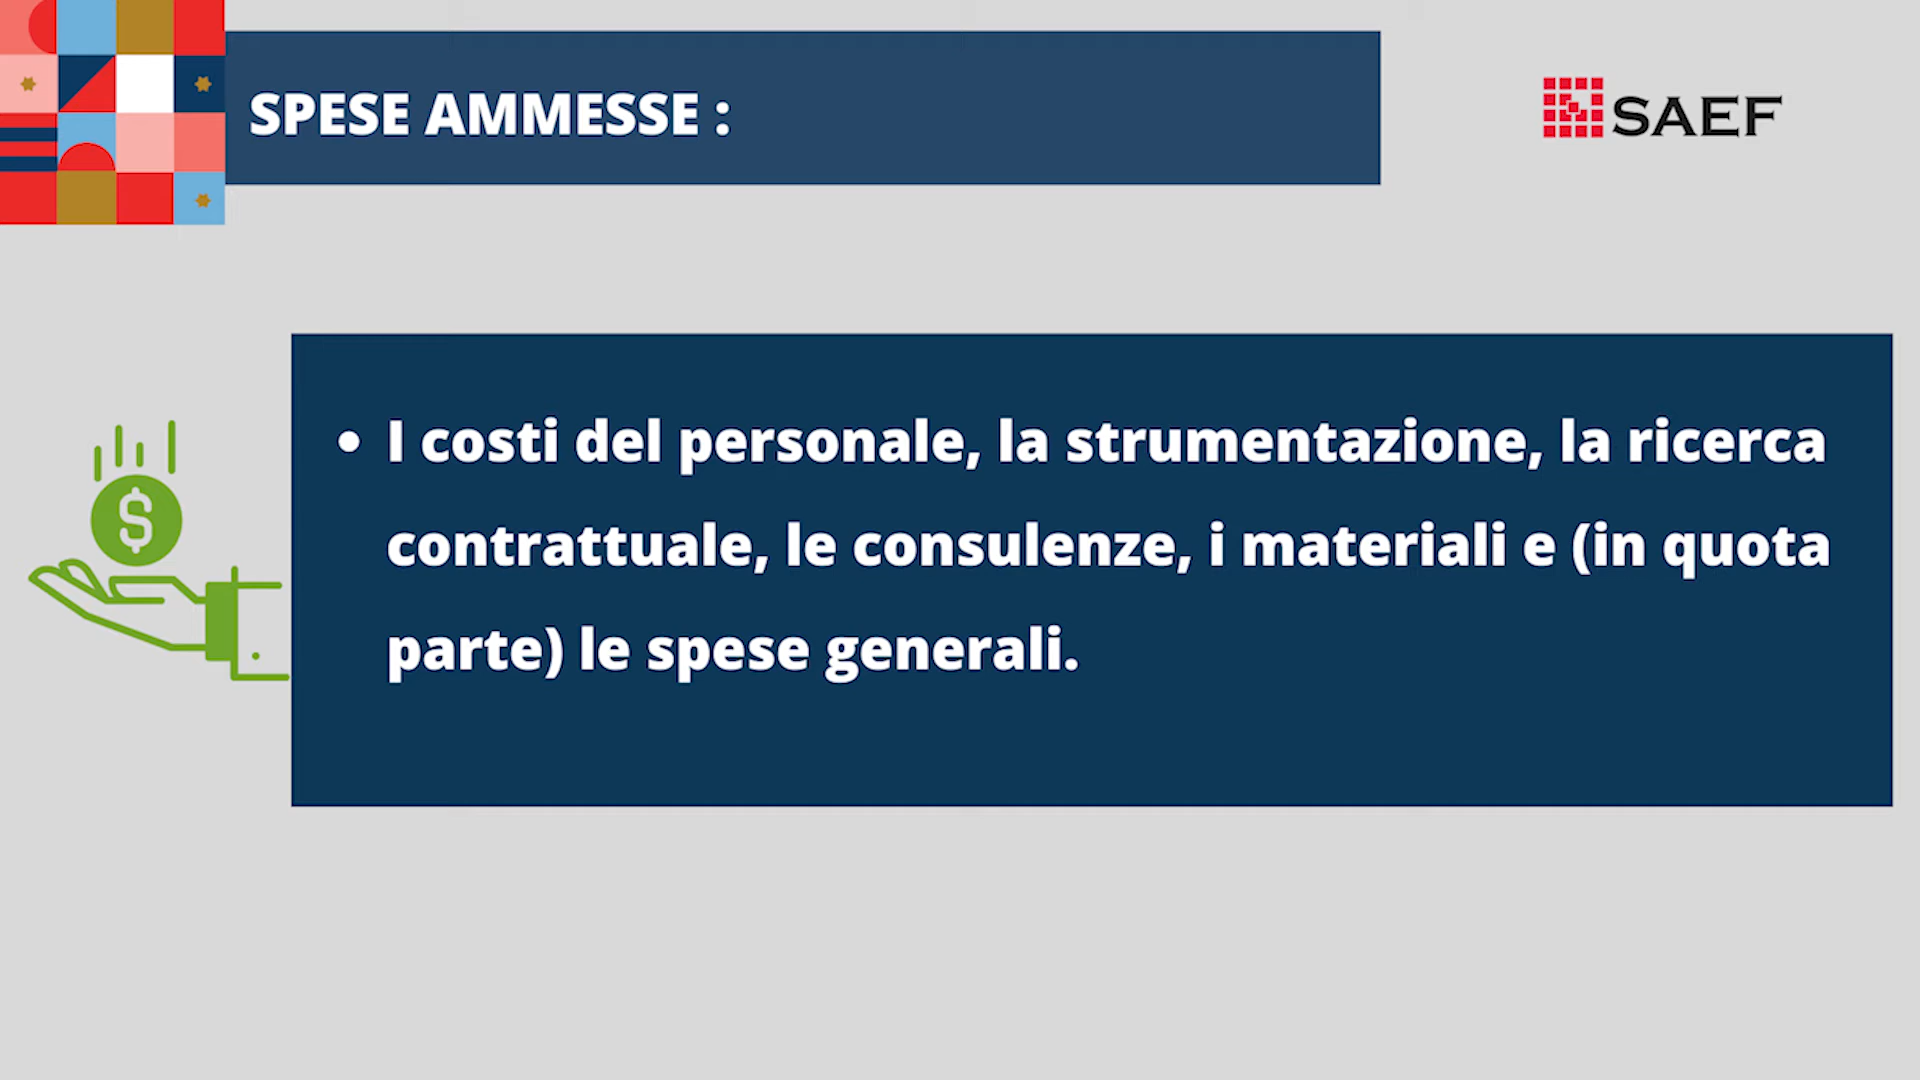 SPESE AMMESSE :
SAEF
• I costi del personale, la strumentazione, la ricerca
contrattuale, le consulenze, i materiali e (in quota
parte) le spese generali.
$